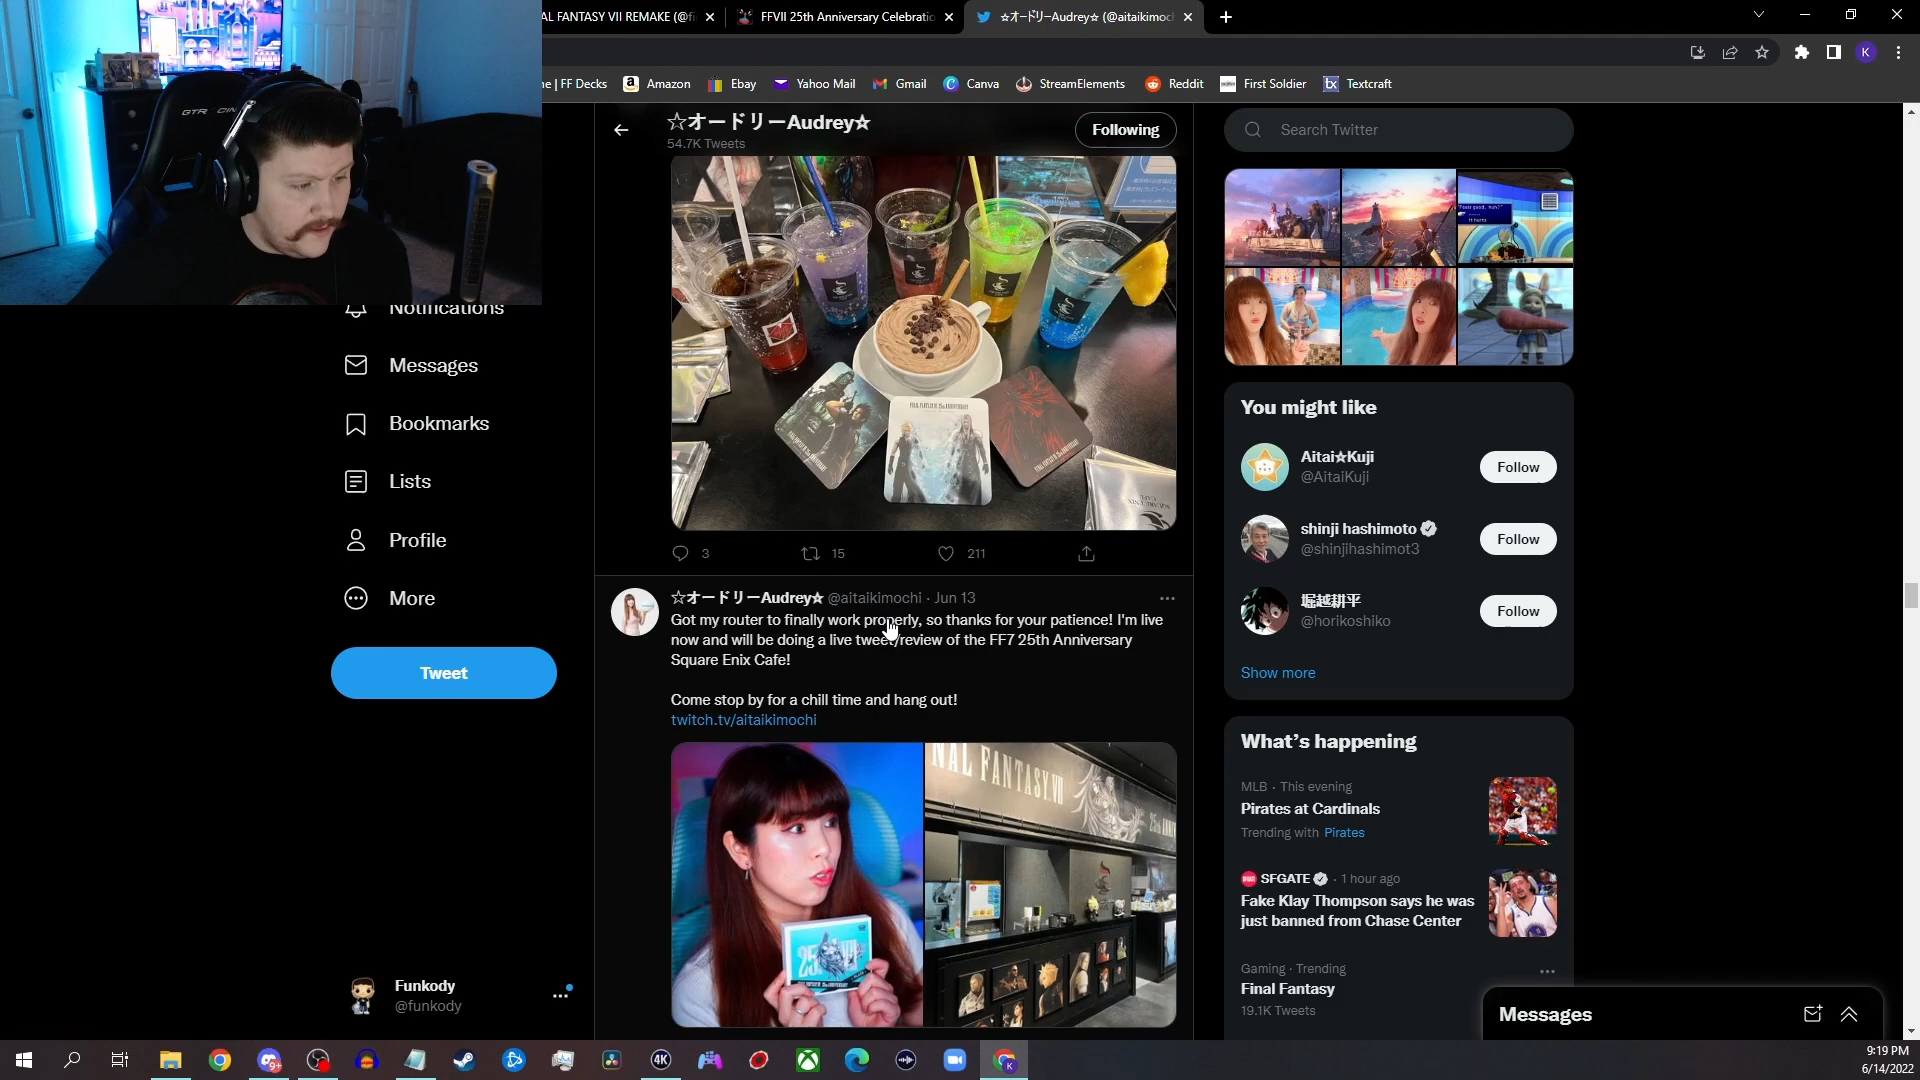 AL FANTASY VII REMAKE (@fi
FFVII 25th Anniversary Celebratio
☆オードリーAudrey☆ (@aitaikimoc
K
ne | FF Decks
Amazon
Ebay
Yahoo Mail
Gmail
Canva
StreamElements
Reddit
First Soldier
Textcraft
☆オードリーAudrey☆
54.7K Tweets
Following
Search Twitter
Notifications
Messages
Bookmarks
Lists
Profile
More
Tweet
Funkody
@funkody
3
15
211
☆オードリーAudrey☆ @aitaikimochi · Jun 13
Got my router to finally work properly, so thanks for your patience! I'm live
now and will be doing a live tweet/review of the FF7 25th Anniversary
Square Enix Cafe!
Come stop by for a chill time and hang out!
twitch.tv/aitaikimochi
NAL FANTASY VII
You might like
Aitai☆Kuji
@AitaiKuji
Follow
shinji hashimoto
@shinjihashimot3
Follow
堀越耕平
@horikoshiko
Follow
Show more
What's happening
MLB · This evening
Pirates at Cardinals
Trending with Pirates
SFGATE · 1 hour ago
Fake Klay Thompson says he was
just banned from Chase Center
Gaming · Trending
Final Fantasy
19.1K Tweets
Messages
9:19 PM
6/14/2022